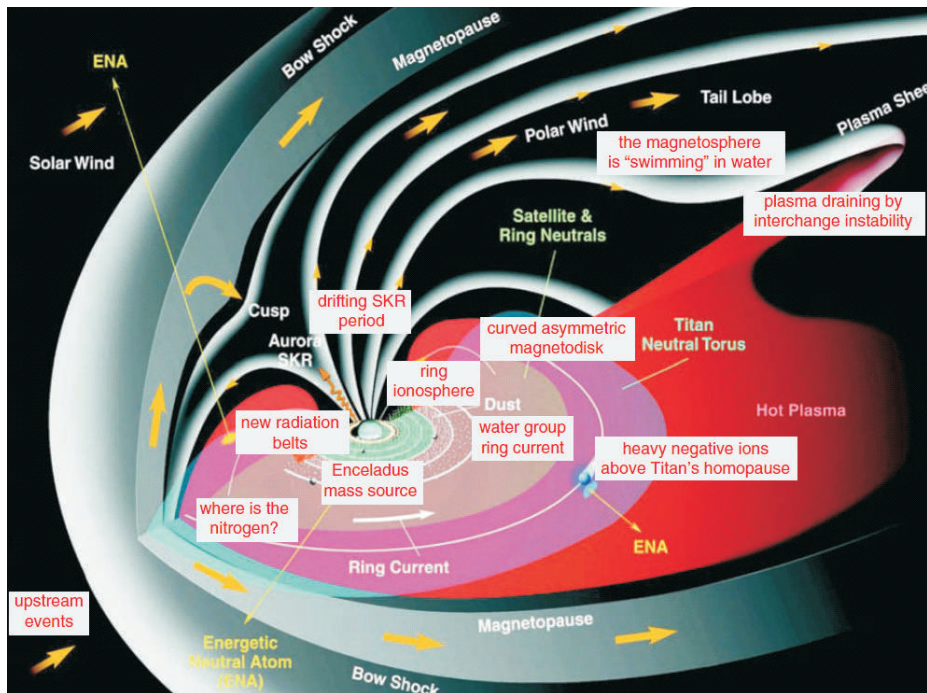 Bow Shock
Magnetopause
ENA
Solar Wind
Tail Lobe
Plasma Sheet
Polar Wind
the magnetosphere
is “swimming” in water
plasma draining by
interchange instability
Satellite &
Ring Neutrals
Cusp
drifting SKR
period
Aurora
SKR
curved asymmetric
magnetodisk
Titan
Neutral Torus
ring
ionosphere
Dust
Hot Plasma
new radiation
belts
water group
ring current
heavy negative ions
above Titan’s homopause
Enceladus
mass source
where is the
nitrogen?
ENA
Ring Current
upstream
events
Magnetopause
Energetic
Neutral Atom
(ENA)
Bow Shock